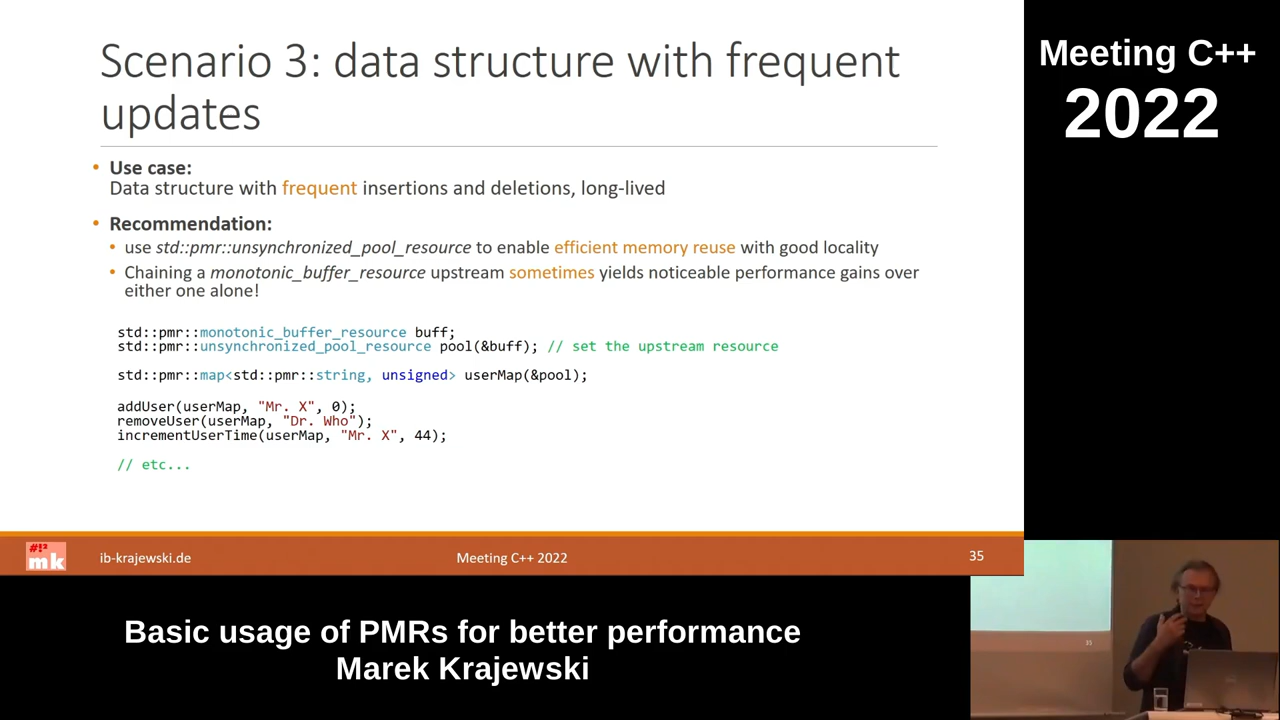 Scenario 3: data structure with frequent
updates
• Use case:
Data structure with frequent insertions and deletions, long-lived
• Recommendation:
• use std::pmr::unsynchronized_pool_resource to enable efficient memory reuse with good locality
• Chaining a monotonic_buffer_resource upstream sometimes yields noticeable performance gains over
either one alone!
std::pmr::monotonic_buffer_resource buff;
std::pmr::unsynchronized_pool_resource pool(&buff); // set the upstream resource
std::pmr::map<std::pmr::string, unsigned> userMap(&pool);
addUser(userMap, "Mr. X", 0);
removeUser(userMap, "Dr. Who");
incrementUserTime(userMap, "Mr. X", 44);
// etc...
#!²
mk
ib-krajewski.de
Meeting C++ 2022
35
Meeting C++
2022
Basic usage of PMRs for better performance
Marek Krajewski
35